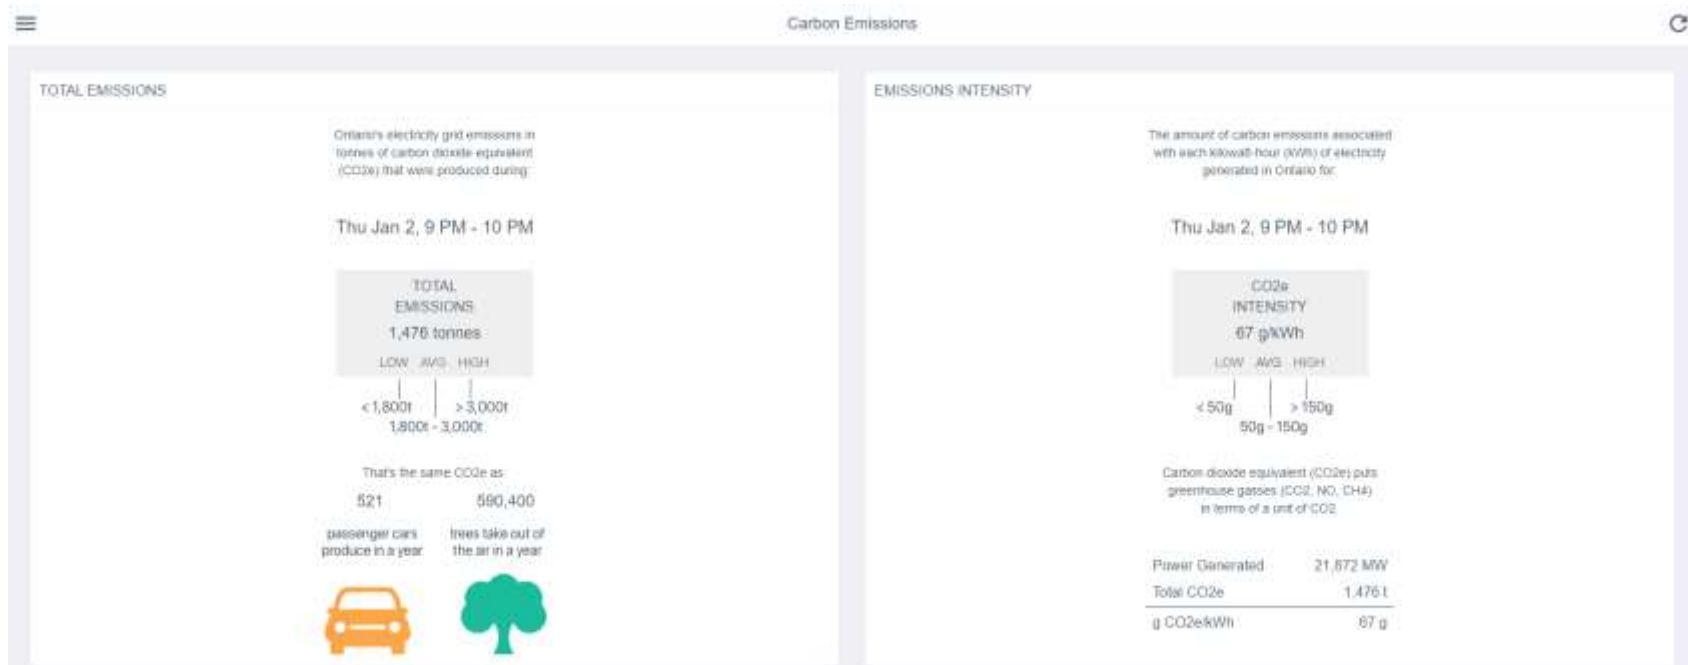 Carbon Emissions
TOTAL EMISSIONS
Ontario's electricity grid emissions in
tonnes of carbon dioxide equivalent
(CO2e) that were produced during:
Thu Jan 2, 9 PM - 10 PM
TOTAL
EMISSIONS
1,476 tonnes
LOW AVG HIGH
<1,800t >3,000t
1,800t - 3,000t
That's the same CO2e as:
521 590,400
passenger cars trees take out of
produce in a year the air in a year
EMISSIONS INTENSITY
The amount of carbon emissions associated
with each kilowatt-hour (kWh) of electricity
generated in Ontario for:
Thu Jan 2, 9 PM - 10 PM
CO2e
INTENSITY
67 g/kWh
LOW AVG HIGH
<50g >150g
50g - 150g
Carbon dioxide equivalent (CO2e) puts
greenhouse gasses (CO2, NO, CH4)
in terms of a unit of CO2
Power Generated 21,872 MW
Total CO2e 1,476 t
g CO2e/kWh 67 g